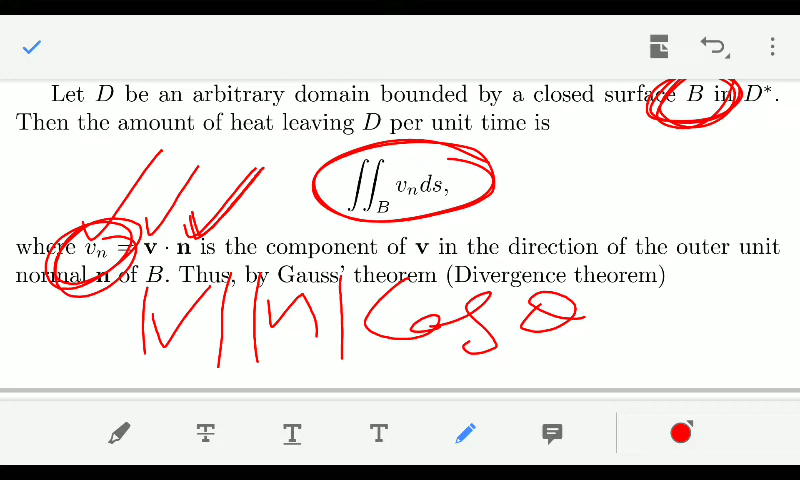 Let D be an arbitrary domain bounded by a closed surface B in D*.
Then the amount of heat leaving D per unit time is
∬_B v_n ds,
where v_n = v · n is the component of v in the direction of the outer unit
normal n of B. Thus, by Gauss' theorem (Divergence theorem)
|v| |n| Cos θ
T T T